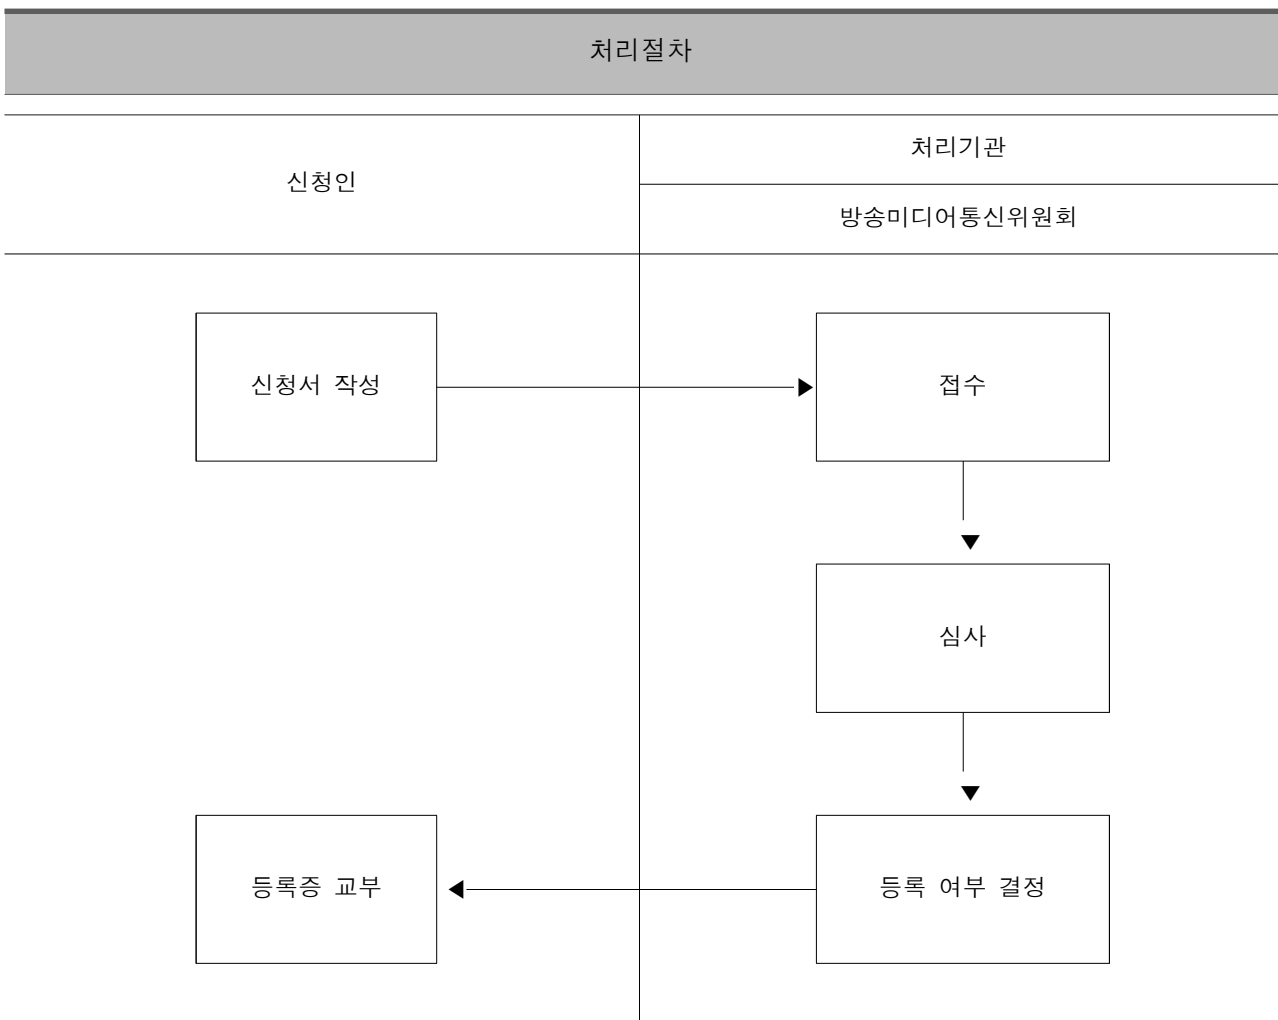 처리절차
신청인
처리기관
방송미디어통신위원회
신청서 작성
접수
심사
등록증 교부
등록 여부 결정